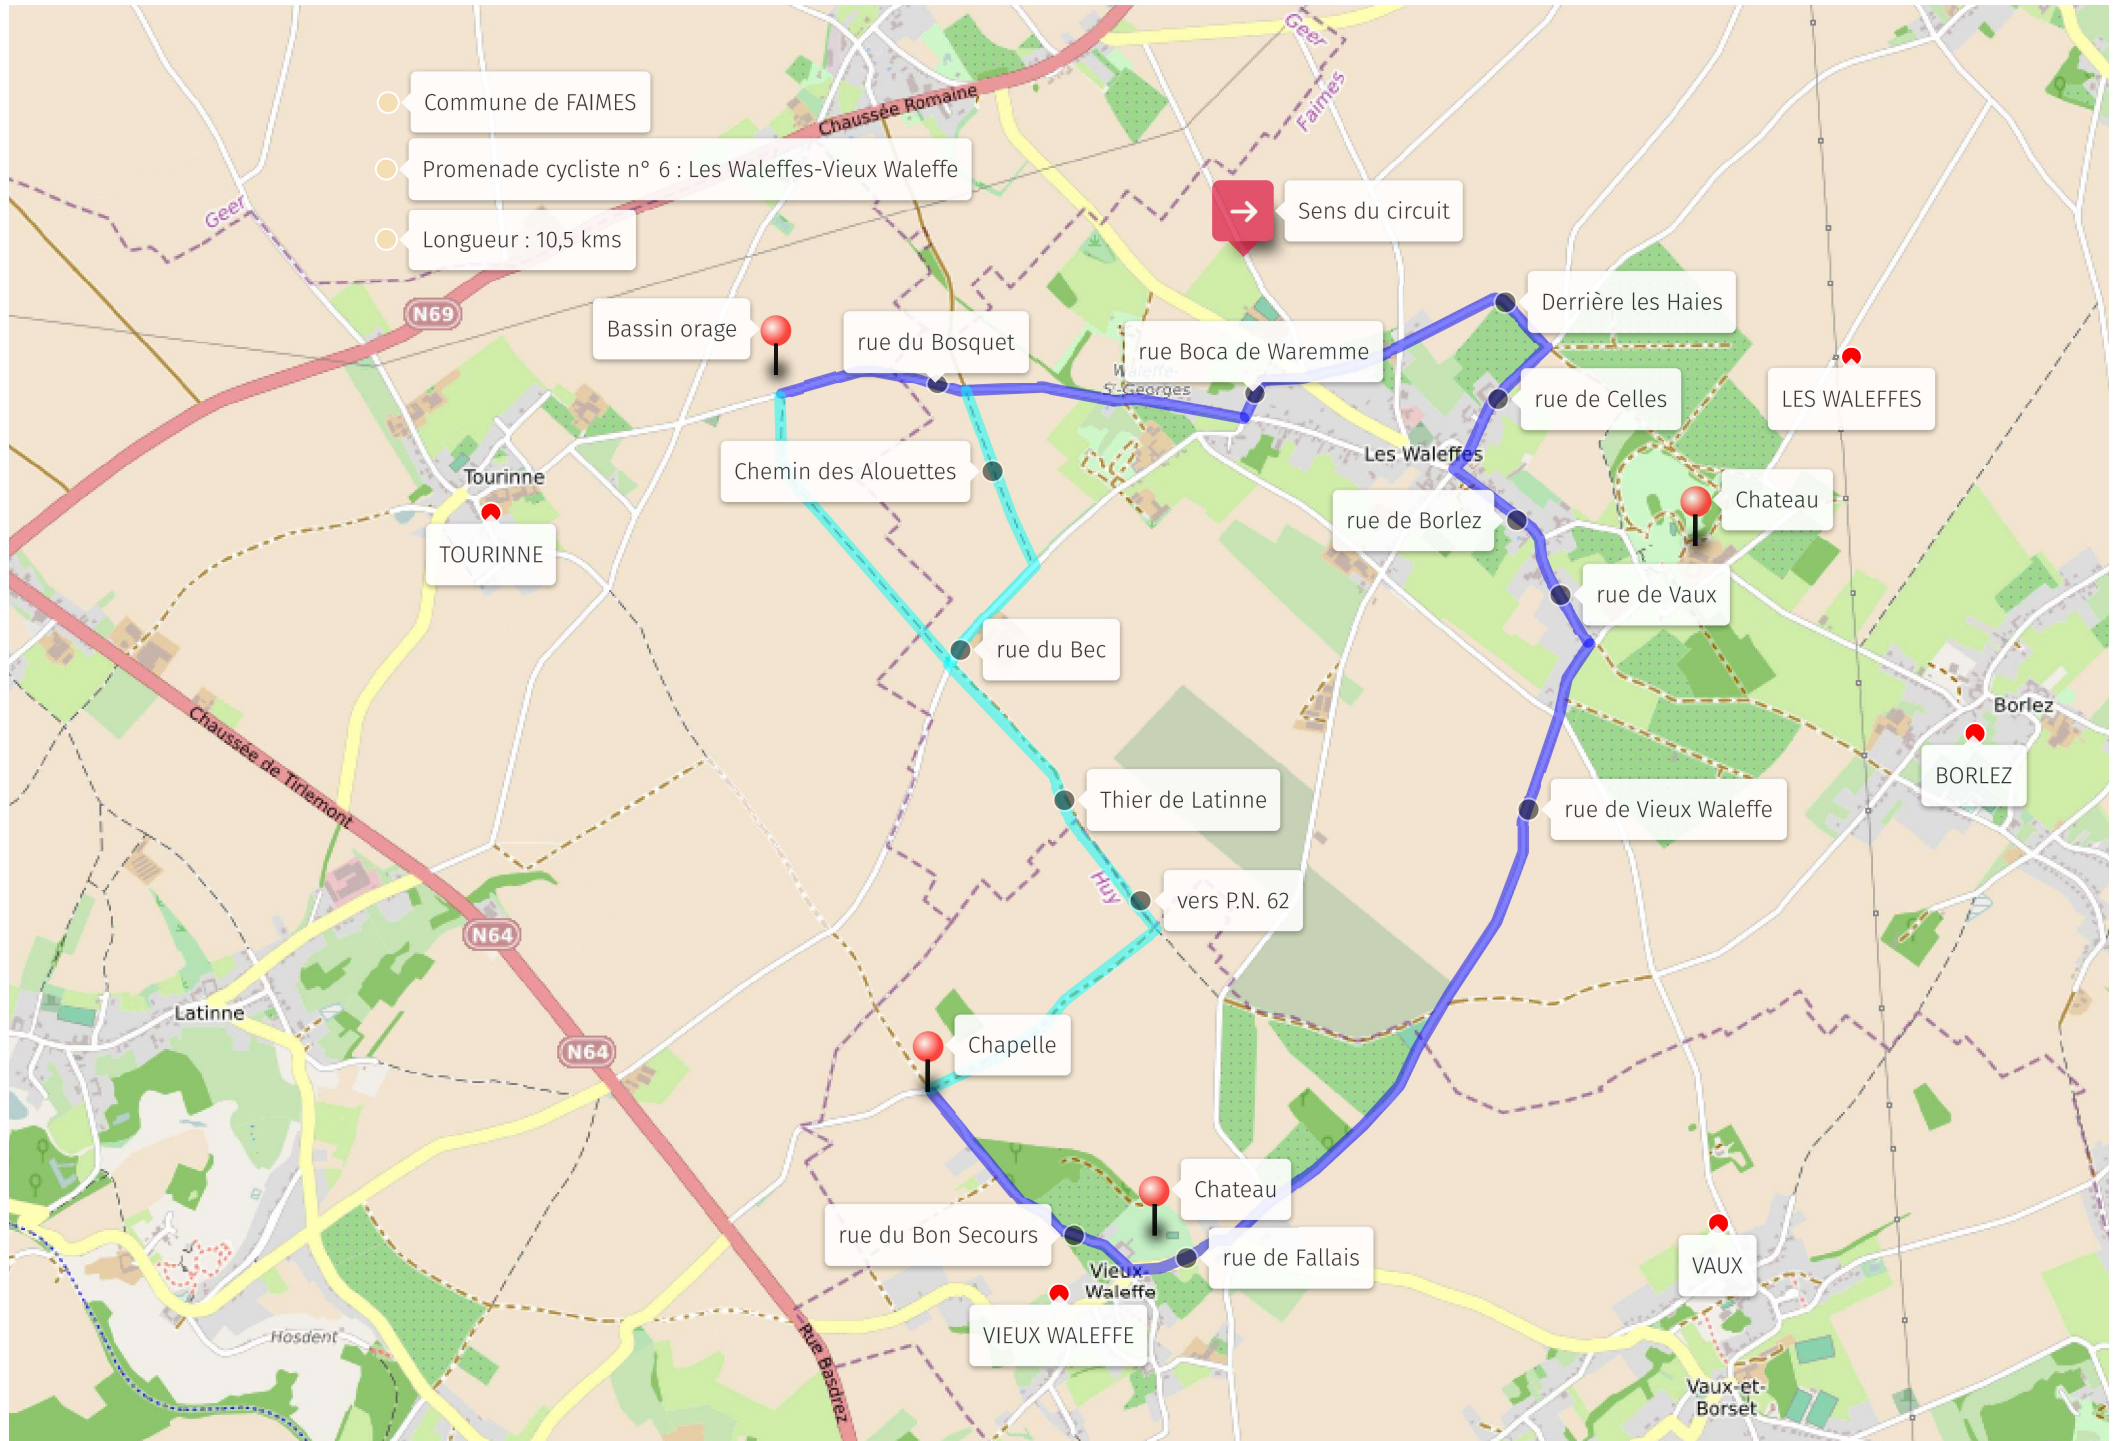 Geer
Faimes
Commune de FAIMES
Chaussée Romaine
Promenade cycliste n° 6 : Les Waleffes-Vieux Waleffe
Geer
Sens du circuit
Longueur : 10,5 kms
N69
Bassin orage
Derrière les Haies
rue du Bosquet
rue Boca de Waremme
Waleffe-
St-Georges
rue de Celles
LES WALEFFES
Les Waleffes
Chemin des Alouettes
Tourinne
Chateau
rue de Borlez
TOURINNE
rue de Vaux
rue du Bec
Borlez
Chaussée de Tirlemont
BORLEZ
Thier de Latinne
rue de Vieux Waleffe
Huy
vers P.N. 62
N64
Latinne
N64
Chapelle
Chateau
rue du Bon Secours
rue de Fallais
Vieux-
Waleffe
VAUX
Hosdent
VIEUX WALEFFE
Rue Basdrez
Vaux-et-
Borset